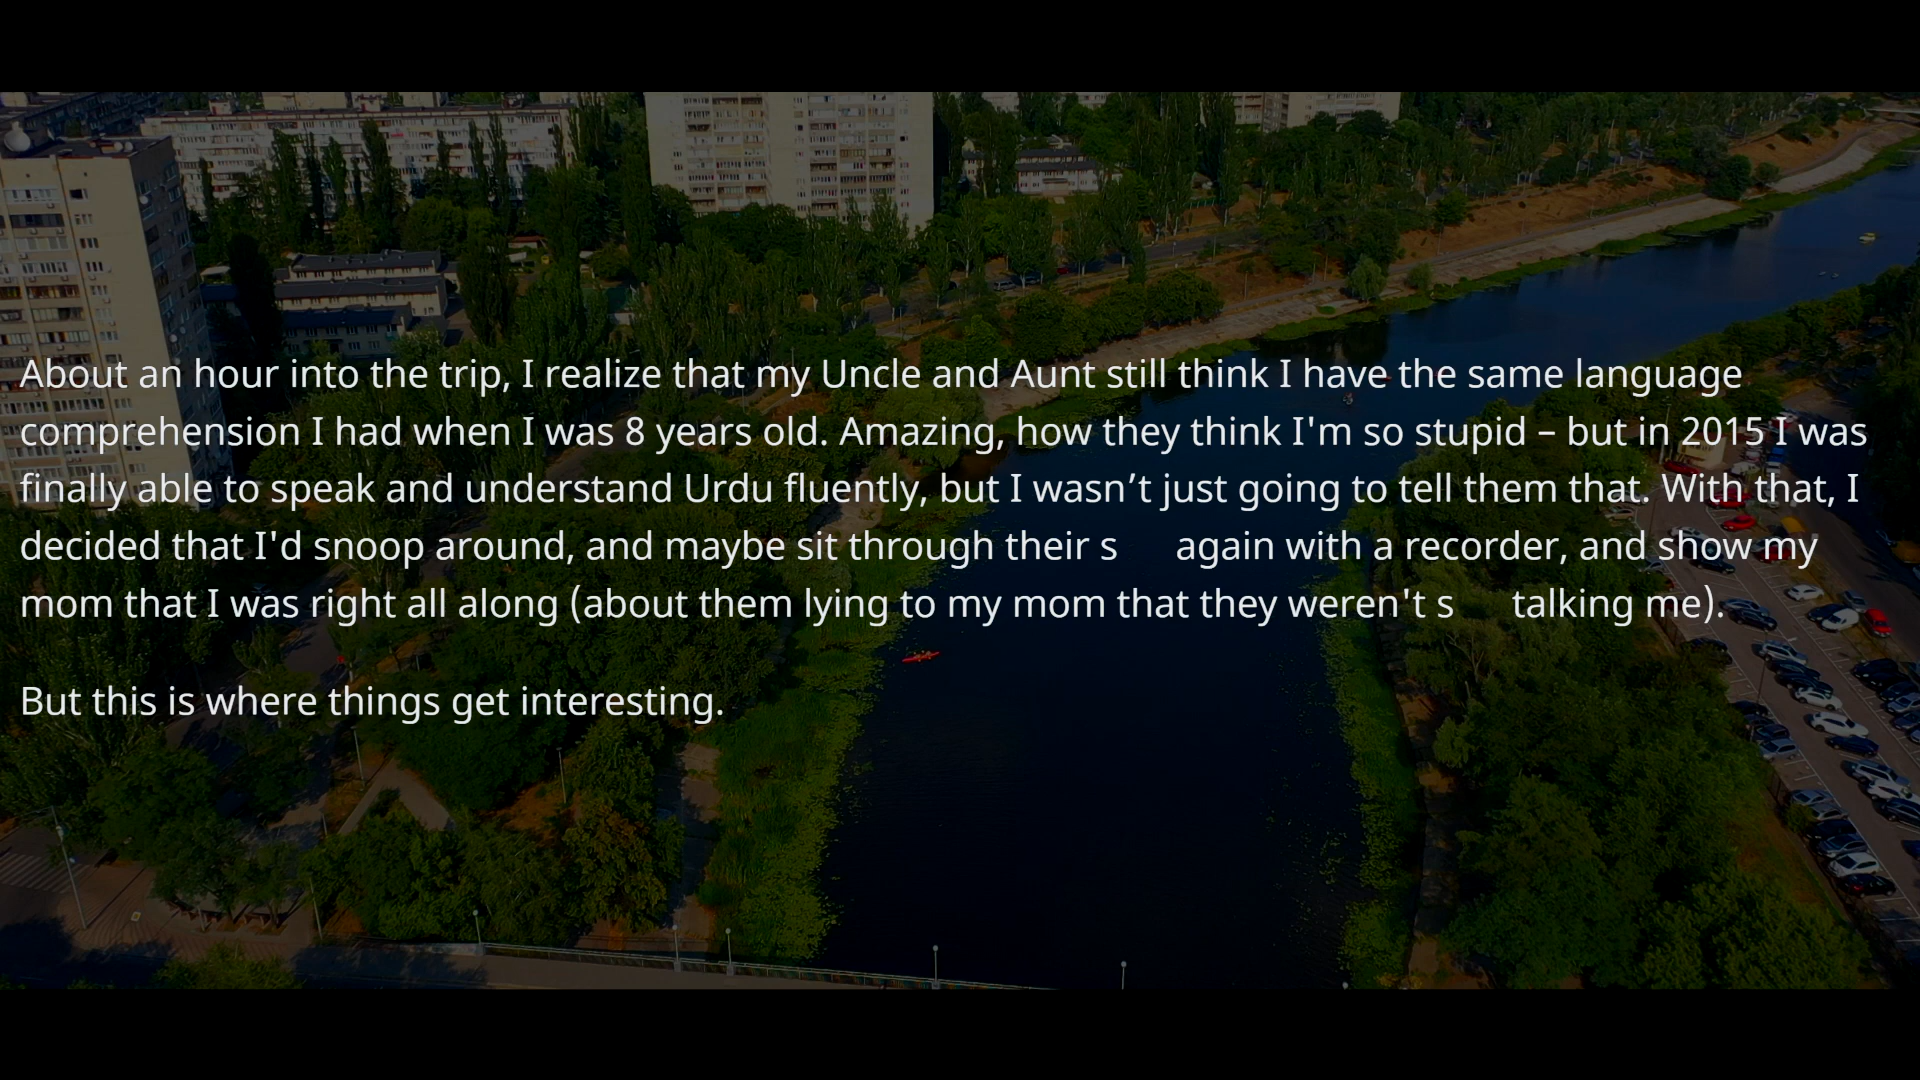 About an hour into the trip, I realize that my Uncle and Aunt still think I have the same language
comprehension I had when I was 8 years old. Amazing, how they think I'm so stupid – but in 2015 I was
finally able to speak and understand Urdu fluently, but I wasn’t just going to tell them that. With that, I
decided that I'd snoop around, and maybe sit through their s again with a recorder, and show my
mom that I was right all along (about them lying to my mom that they weren't s talking me).
But this is where things get interesting.